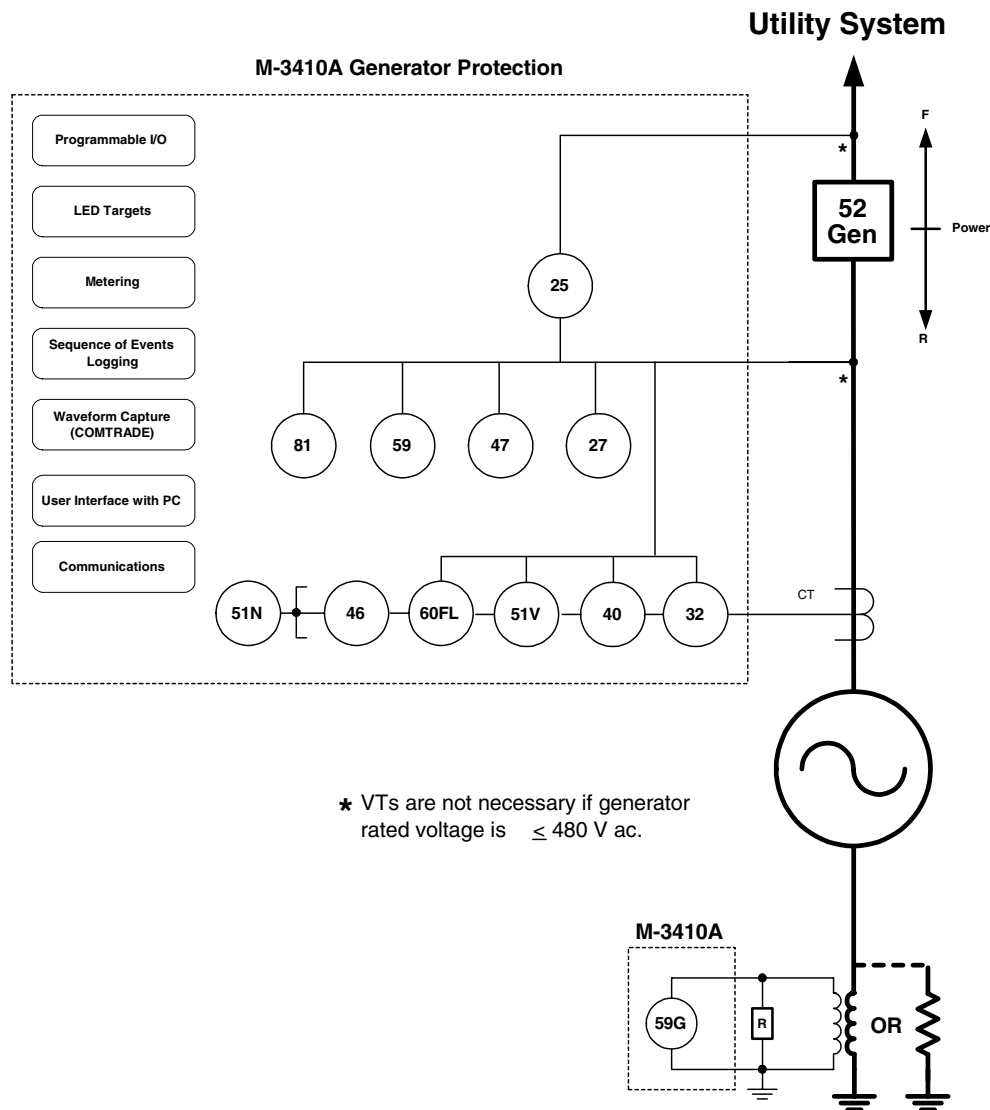 Utility System
M-3410A Generator Protection
Programmable I/O
LED Targets
Metering
Sequence of Events
Logging
Waveform Capture
(COMTRADE)
User Interface with PC
Communications
F
*
52
Gen
Power
R
25
*
81
59
47
27
51N
46
60FL
51V
40
32
CT
* VTs are not necessary if generator
rated voltage is ≤ 480 V ac.
M-3410A
59G
R
OR